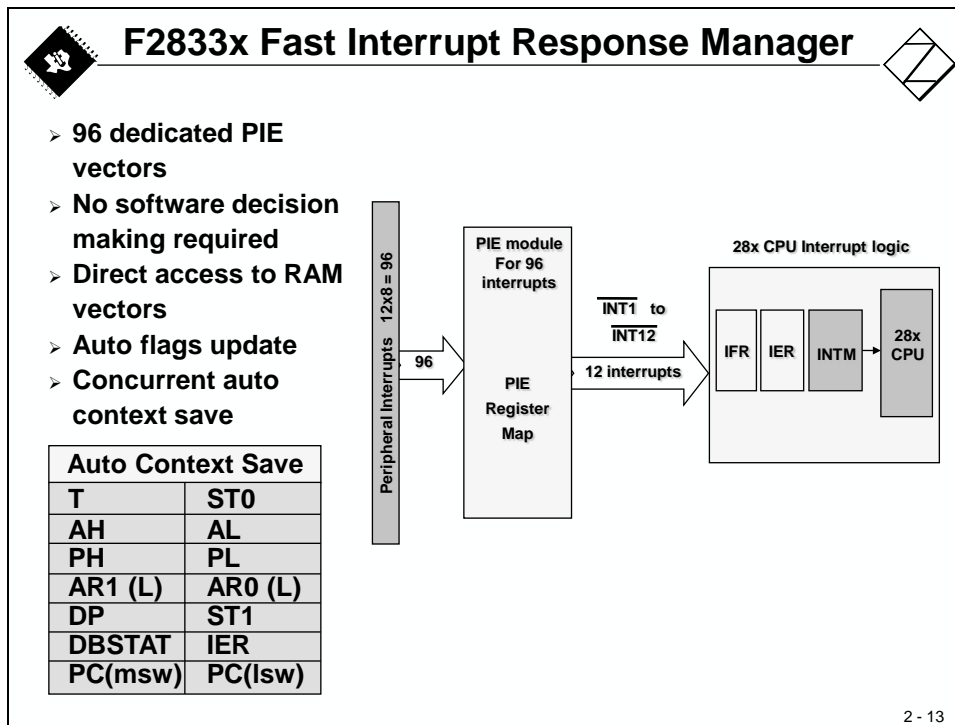 F2833x Fast Interrupt Response Manager
➢ 96 dedicated PIE
vectors
➢ No software decision
making required
➢ Direct access to RAM
vectors
➢ Auto flags update
➢ Concurrent auto
context save
Auto Context Save
T ST0
AH AL
PH PL
AR1 (L) AR0 (L)
DP ST1
DBSTAT IER
PC(msw) PC(lsw)
Peripheral Interrupts 12x8 = 96
96
PIE module
For 96
interrupts
PIE
Register
Map
INT1 to
INT12
12 interrupts
28x CPU Interrupt logic
IFR
IER
INTM
28x
CPU
2 - 13